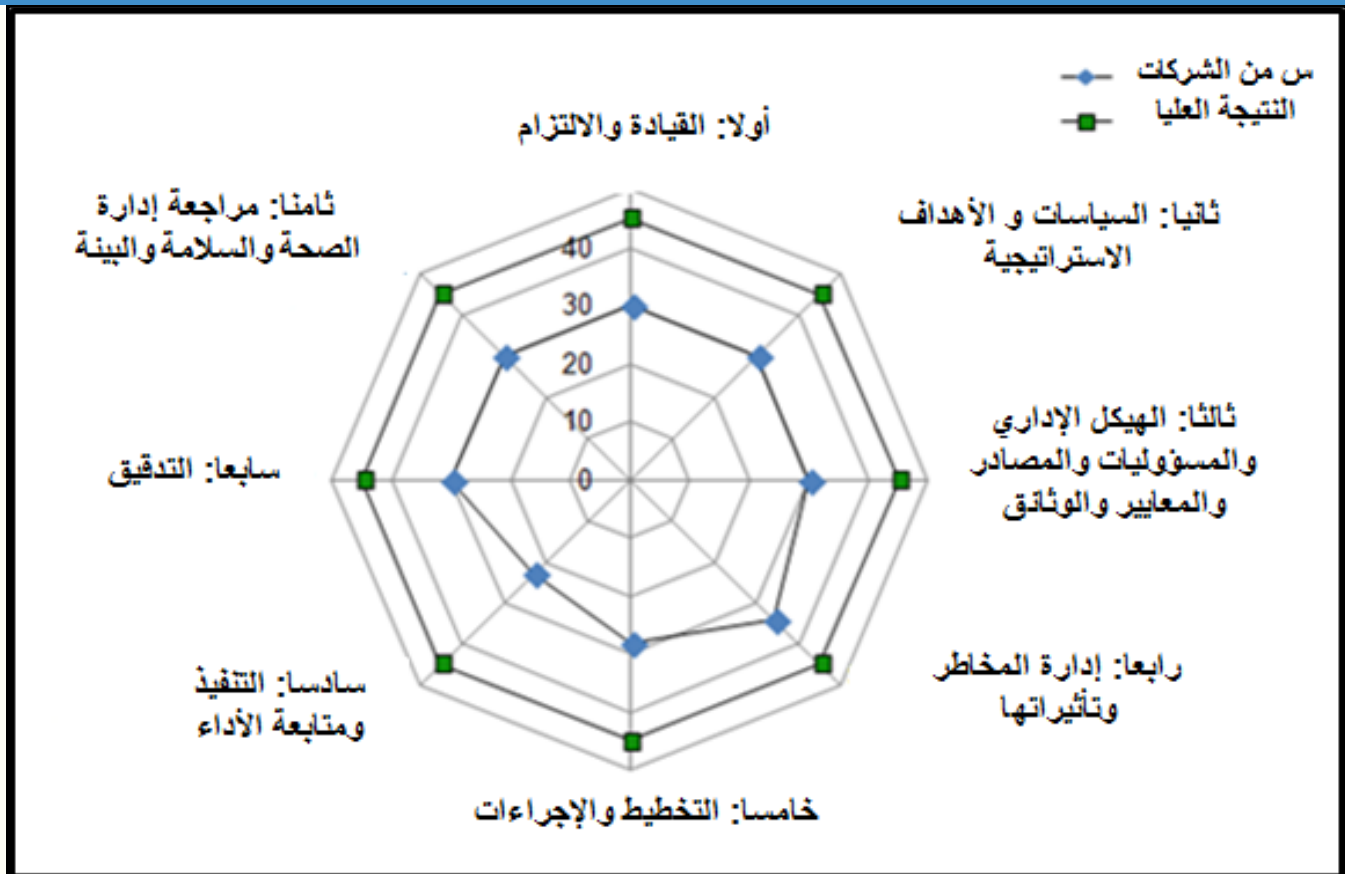 س من الشركات
النتيجة العليا
أولا: القيادة والالتزام
ثانيا: السياسات و الأهداف
الاستراتيجية
ثالثا: الهيكل الإداري
والمسؤوليات والمصادر
والمعايير والوثائق
رابعا: إدارة المخاطر
وتأثيراتها
خامسا: التخطيط والإجراءات
سادسا: التنفيذ
ومتابعة الأداء
سابعا: التدقيق
ثامنا: مراجعة إدارة
الصحة والسلامة والبيئة
40
30
20
10
0